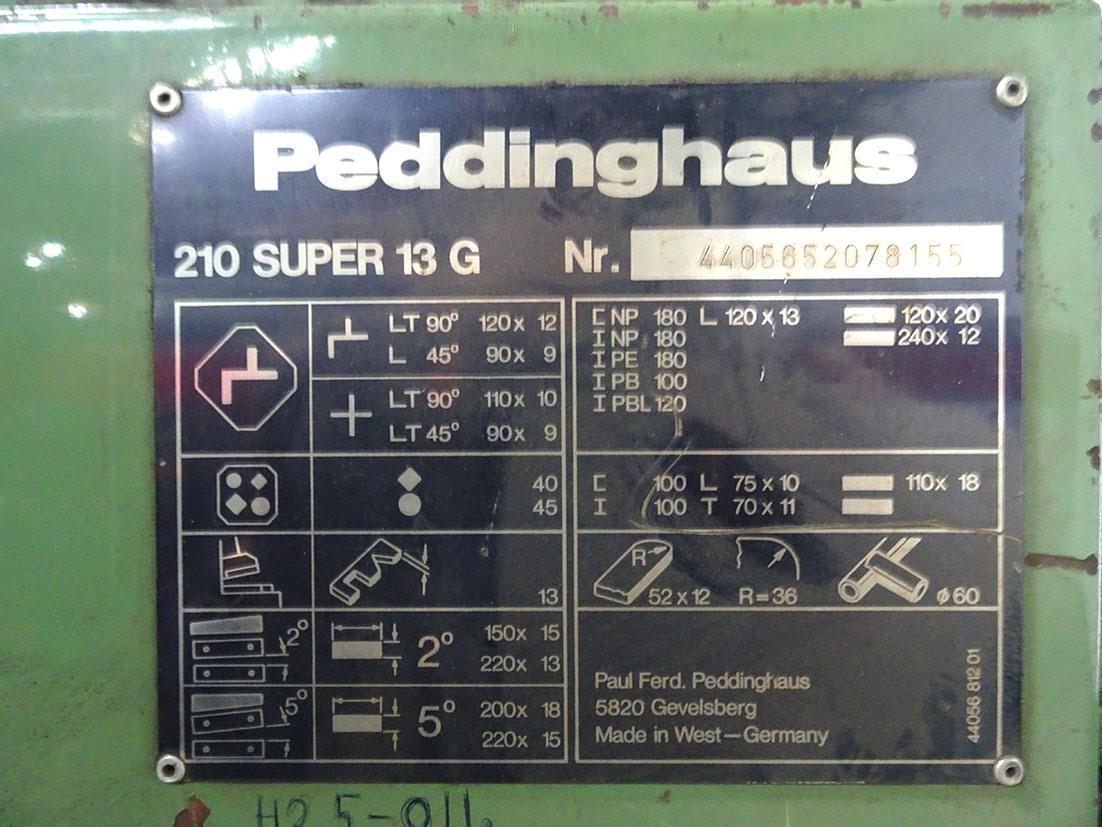 Peddinghaus
210 SUPER 13 G Nr. 4405652078155
LT 90° 120x 12
L 45° 90x 9
LT 90° 110x 10
LT 45° 90x 9
40
45
13
2° 2° 150x 15
220x 13
5° 5° 200x 18
220x 15
[ NP 180 L 120 x 13 120x 20
I NP 180 240x 12
I PE 180
I PB 100
I PBL 120
[ 100 L 75 x 10 110x 18
I 100 T 70 x 11
R 52 x 12 R=36 ø 60
Paul Ferd. Peddinghaus
5820 Gevelsberg
Made in West-Germany
44056 812 01
H25-011.